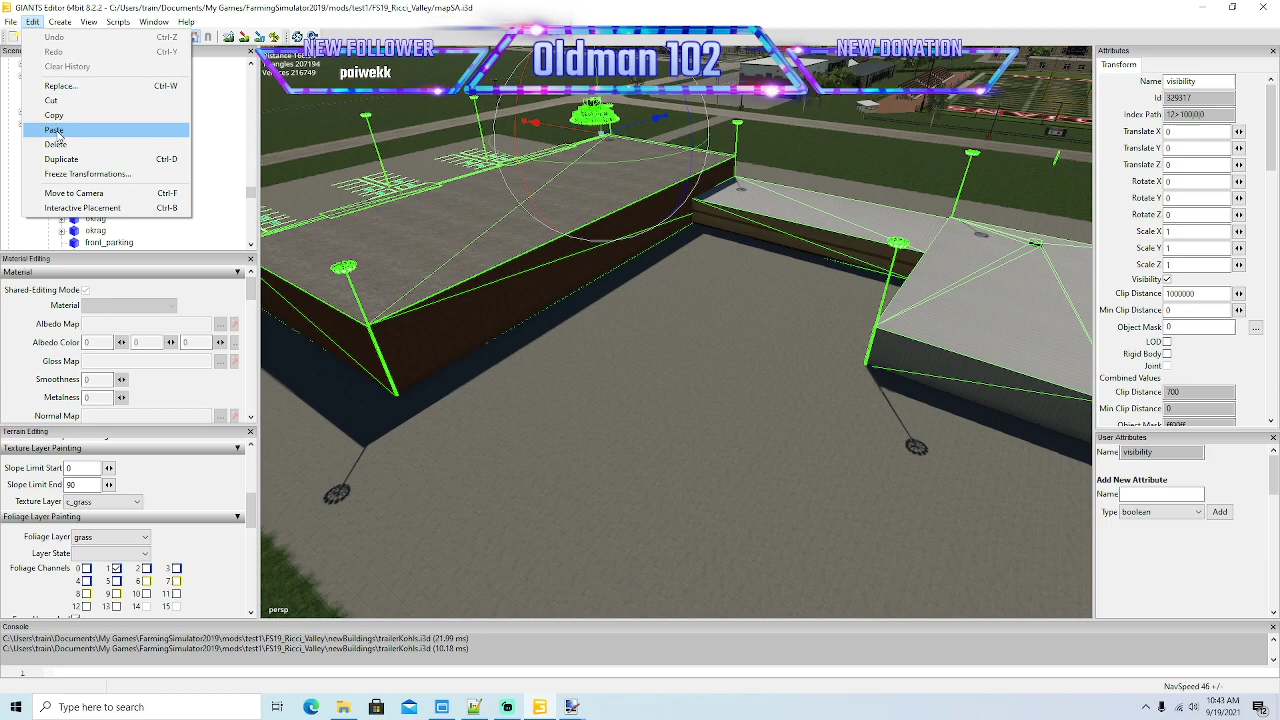 GIANTS Editor 64bit 8.2.2 - C:\Users\train\Documents\My Games\FarmingSimulator2019\mods\test1\FS19_Ricci_Valley\mapSA.i3d
File Edit View Scripts Window Help
Ctrl-Z
Redo Ctrl-Y
Replace... Ctrl-W
Cut
Copy
Paste
Delete
Duplicate Ctrl-D
Freeze Transformations...
Move to Camera Ctrl-F
Interactive Placement Ctrl-B
okrag
okrag
front_parking
NEW FOLLOWER
poiwekk
Oldman 102
NEW DONATION
Material Editing
Material
Shared-Editing Mode
Material
Albedo Map ...
Albedo Color 0 0 0 ..
Gloss Map ...
Smoothness 0
Metalness 0
Normal Map ...
Terrain Editing
Texture Layer Painting
Slope Limit Start 0
Slope Limit End 90
Texture Layer c_grass
Foliage Layer Painting
Foliage Layer grass
Layer State
Foliage Channels 0 1 2 3
4 5 6 7
8 9 10 11
12 13 14 15
persp
Attributes
Transform
Name visibility
Id 329317
Index Path 12>100|0|0
Translate X 0
Translate Y 0
Translate Z 0
Rotate X 0
Rotate Y 0
Rotate Z 0
Scale X 1
Scale Y 1
Scale Z 1
Visibility
Clip Distance 1000000
Min Clip Distance 0
Object Mask 0 ...
LOD
Rigid Body
Joint
Combined Values
Clip Distance 700
Min Clip Distance 0
Object Mask
User Attributes
Name visibility
Add New Attribute
Name
Type boolean Add
Console
C:\Users\train\Documents\My Games\FarmingSimulator2019\mods\test1\FS19_Ricci_Valley\newBuildings\trailerKohls.i3d (21.99 ms)
C:\Users\train\Documents\My Games\FarmingSimulator2019\mods\test1\FS19_Ricci_Valley\newBuildings\trailerKohls.i3d (10.18 ms)
1
NavSpeed 46 +/-
Type here to search
10:43 AM
9/19/2021